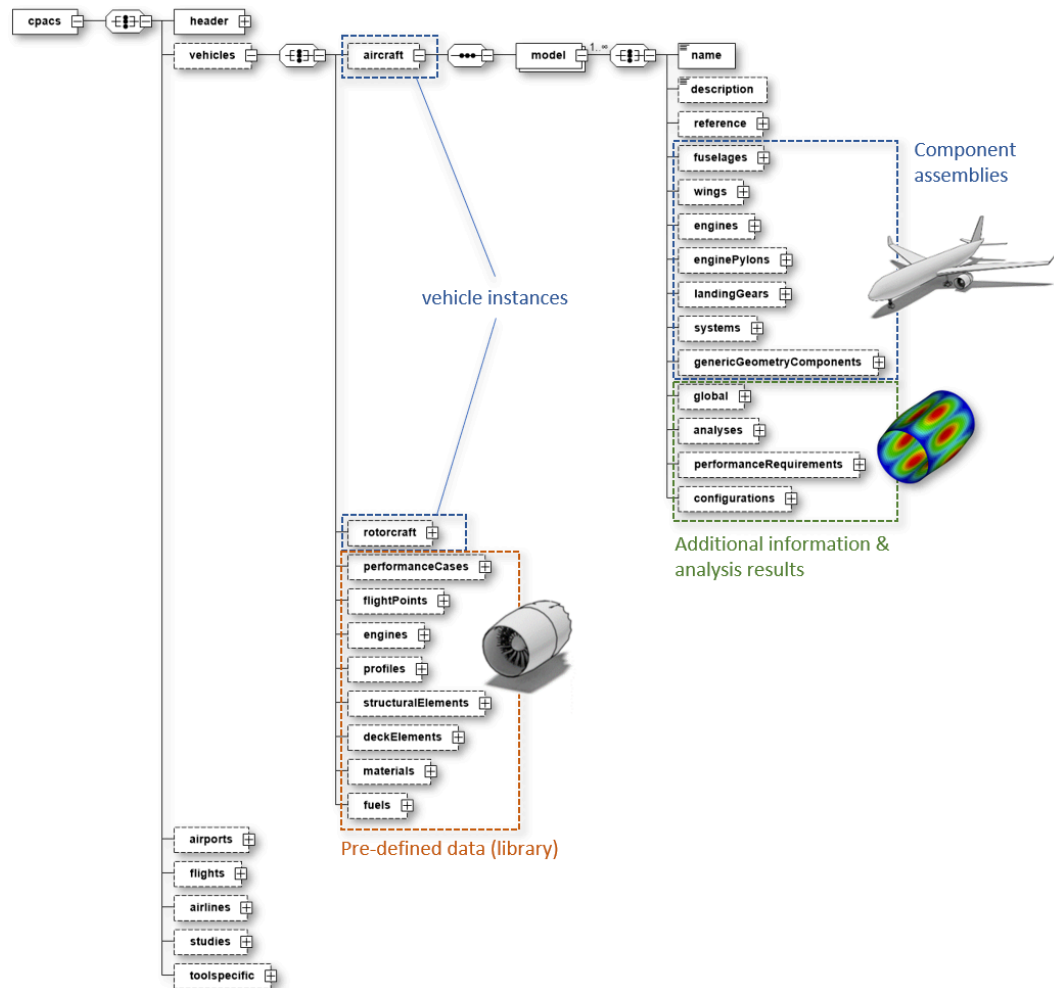 cpacs
header
vehicles
aircraft
model
1..∞
name
description
reference
fuselages
Component
assemblies
wings
engines
enginePylons
landingGears
vehicle instances
systems
genericGeometryComponents
global
analyses
performanceRequirements
configurations
rotorcraft
Additional information &
analysis results
performanceCases
flightPoints
engines
profiles
structuralElements
deckElements
materials
fuels
airports
Pre-defined data (library)
flights
airlines
studies
toolspecific